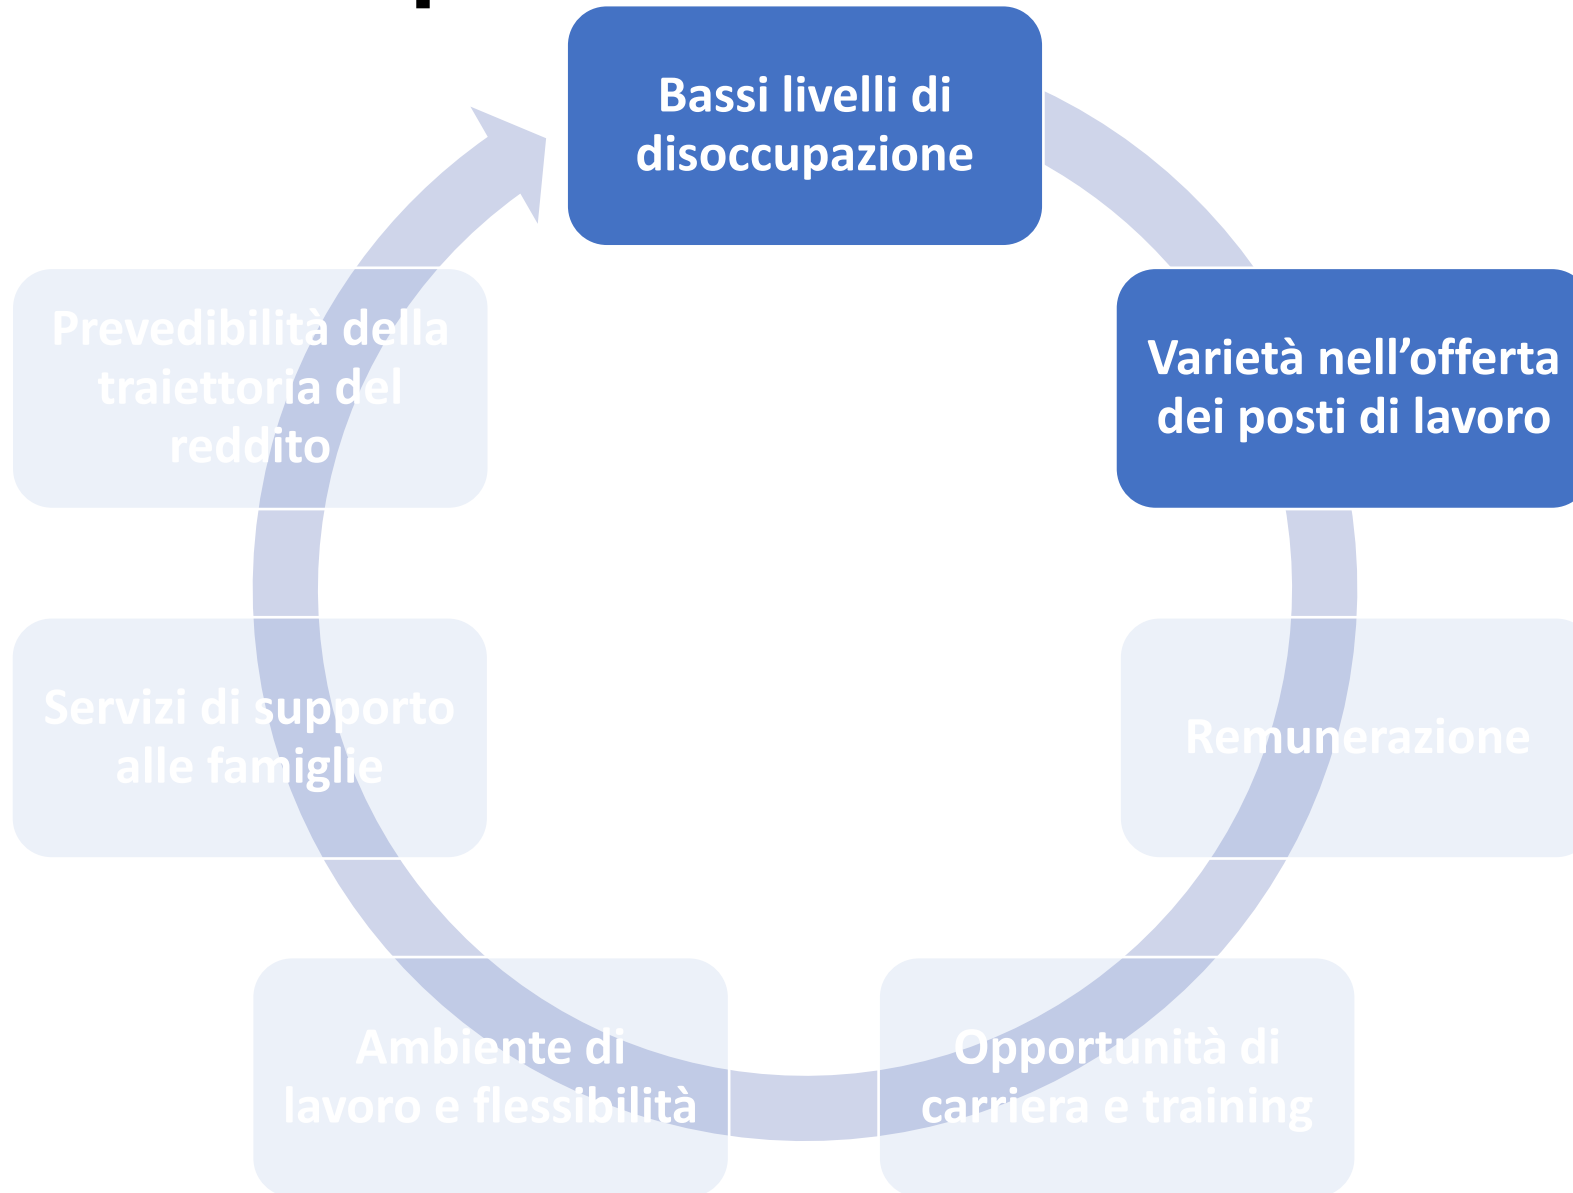 Bassi livelli di
disoccupazione
Varietà nell’offerta
dei posti di lavoro
Remunerazione
Opportunità di
carriera e training
Ambiente di
lavoro e flessibilità
Servizi di supporto
alle famiglie
Prevedibilità della
traiettoria del
reddito